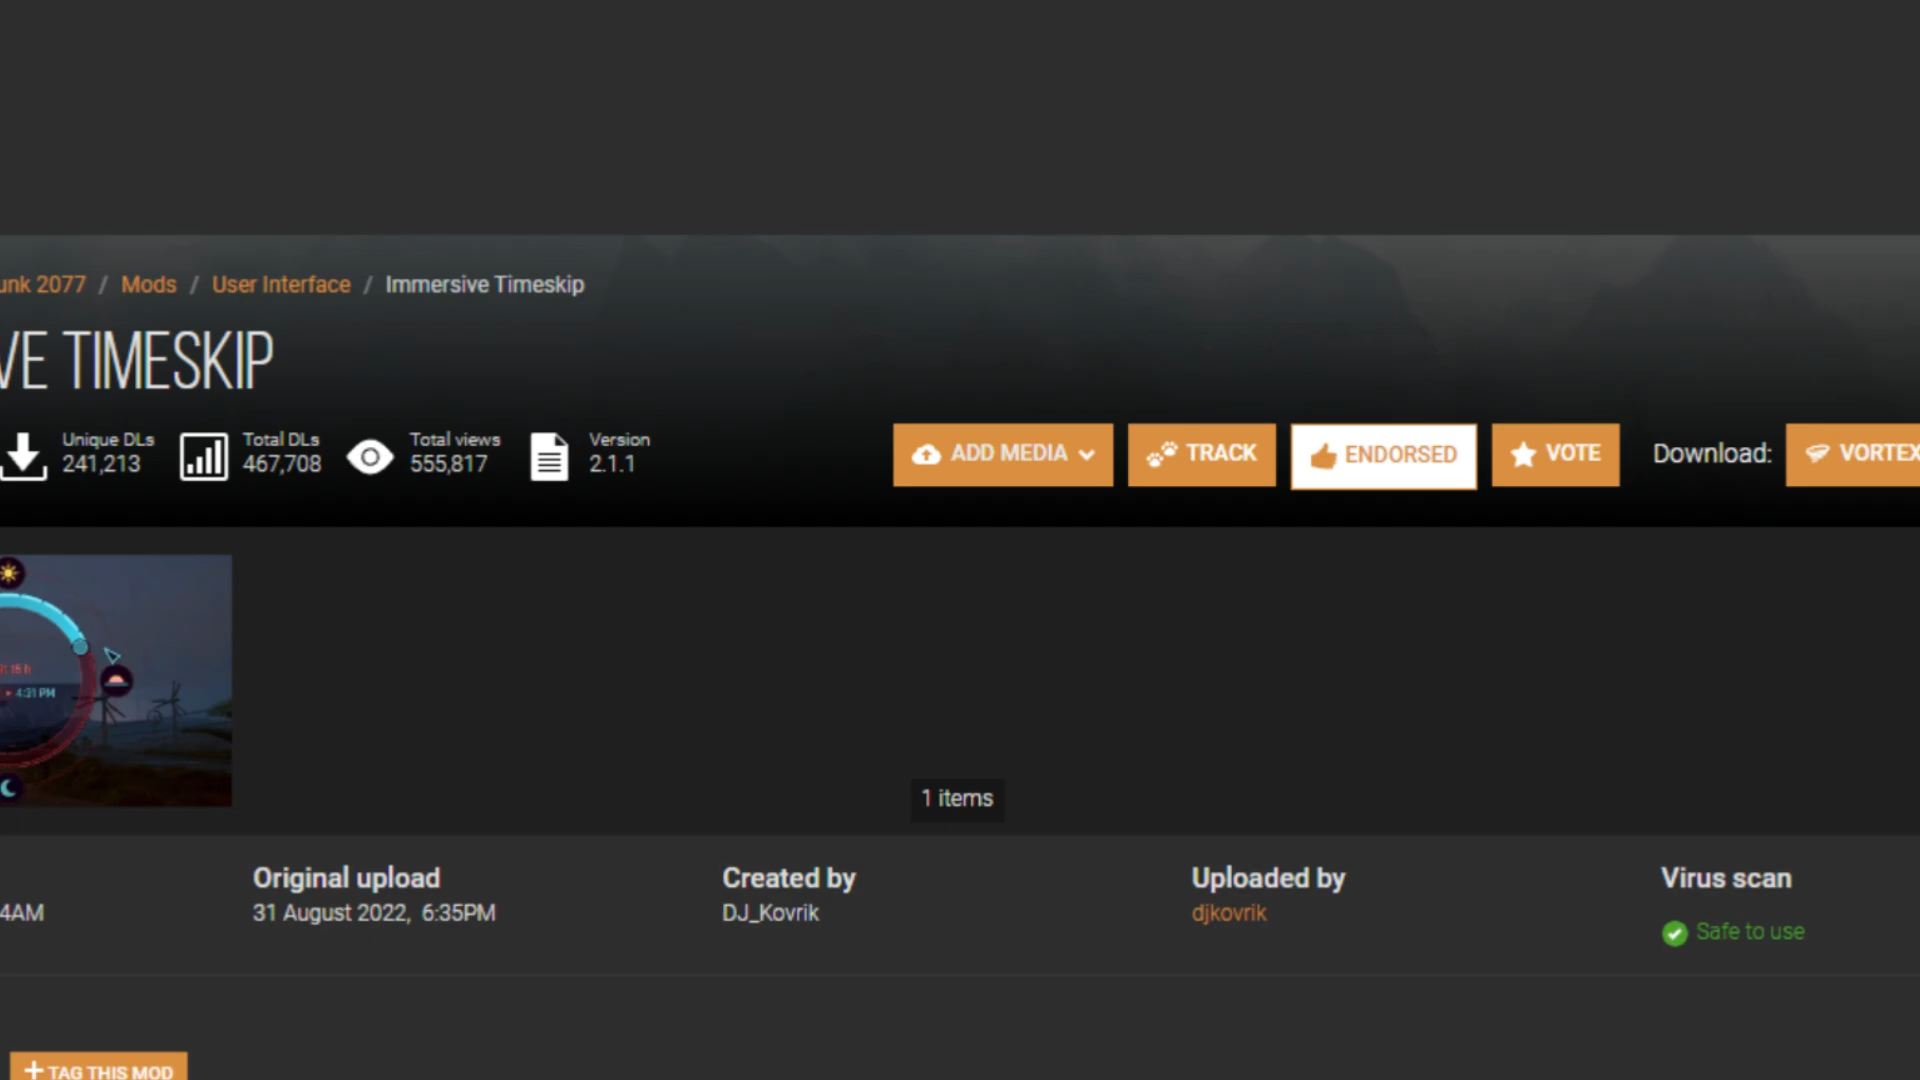 unk 2077 / Mods / User Interface / Immersive Timeskip
VE TIMESKIP
Unique DLs
241,213
Total DLs
467,708
Total views
555,817
Version
2.1.1
ADD MEDIA
TRACK
ENDORSED
VOTE
Download:
VORTEX
15 h
4:31 PM
1 items
4AM
Original upload
31 August 2022, 6:35PM
Created by
DJ_Kovrik
Uploaded by
djkovrik
Virus scan
Safe to use
+ TAG THIS MOD